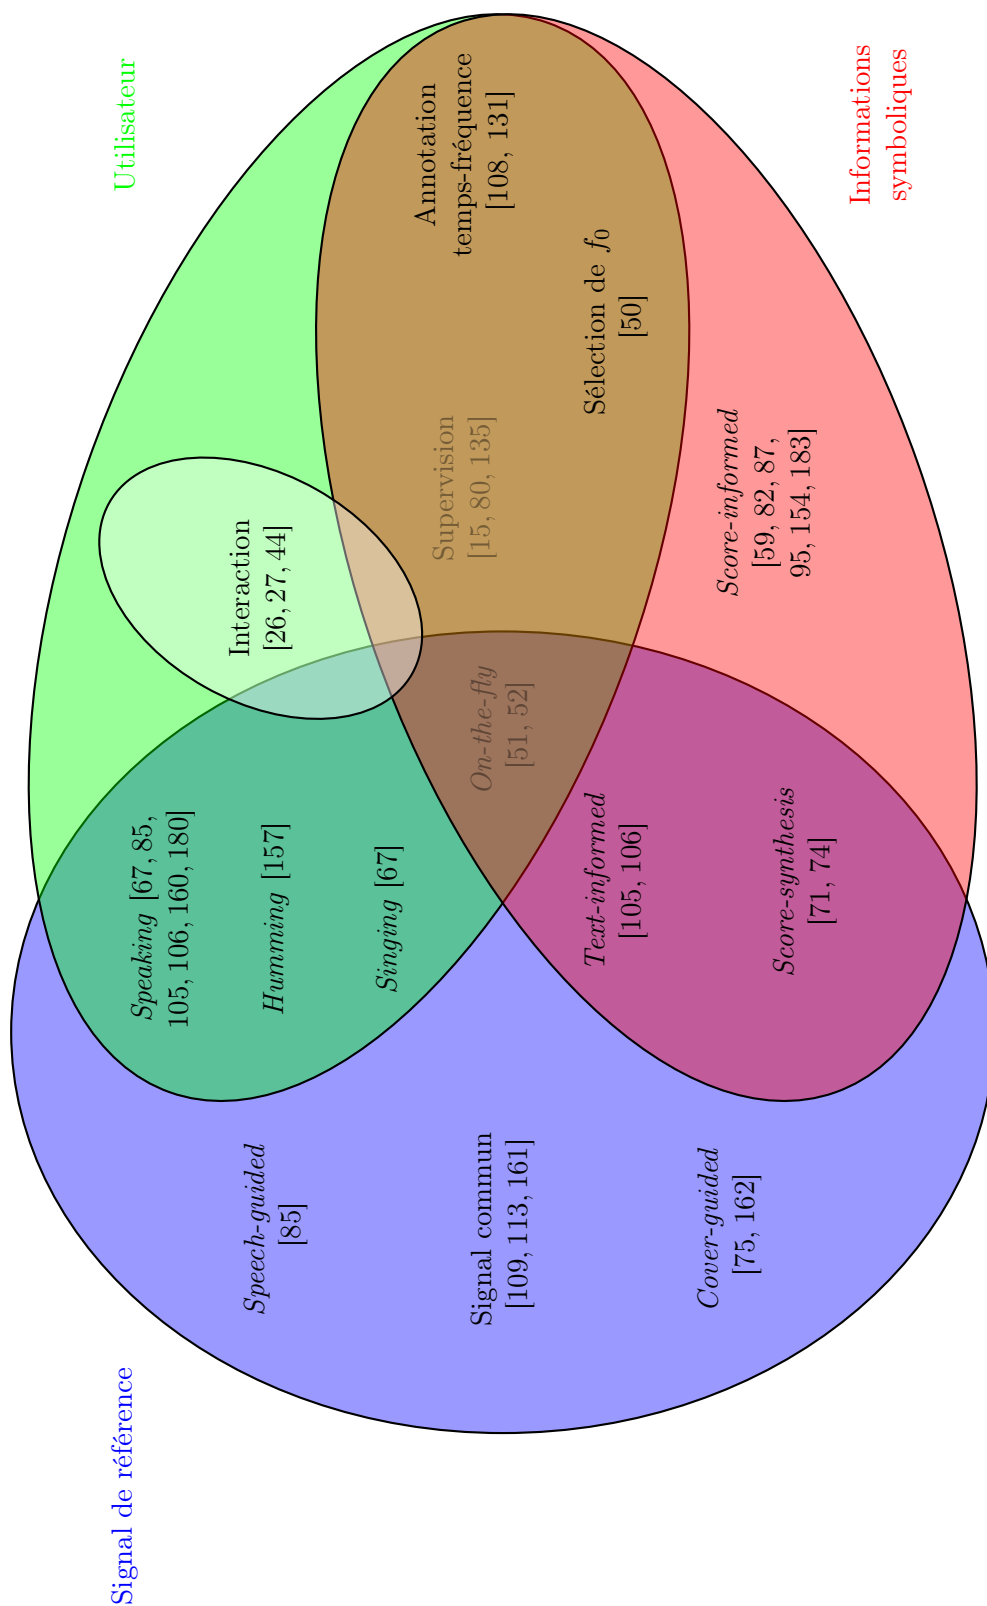 Signal de référence
Utilisateur
Speaking [67, 85,
105, 106, 160, 180]
Interaction
[26, 27, 44]
Speech-guided
[85]
Humming [157]
Singing [67]
Annotation
temps-fréquence
[108, 131]
Supervision
[15, 80, 135]
Signal commun
[109, 113, 161]
On-the-fly
[51, 52]
Sélection de f0
[50]
Text-informed
[105, 106]
Cover-guided
[75, 162]
Score-informed
[59, 82, 87,
95, 154, 183]
Score-synthesis
[71, 74]
Informations
symboliques